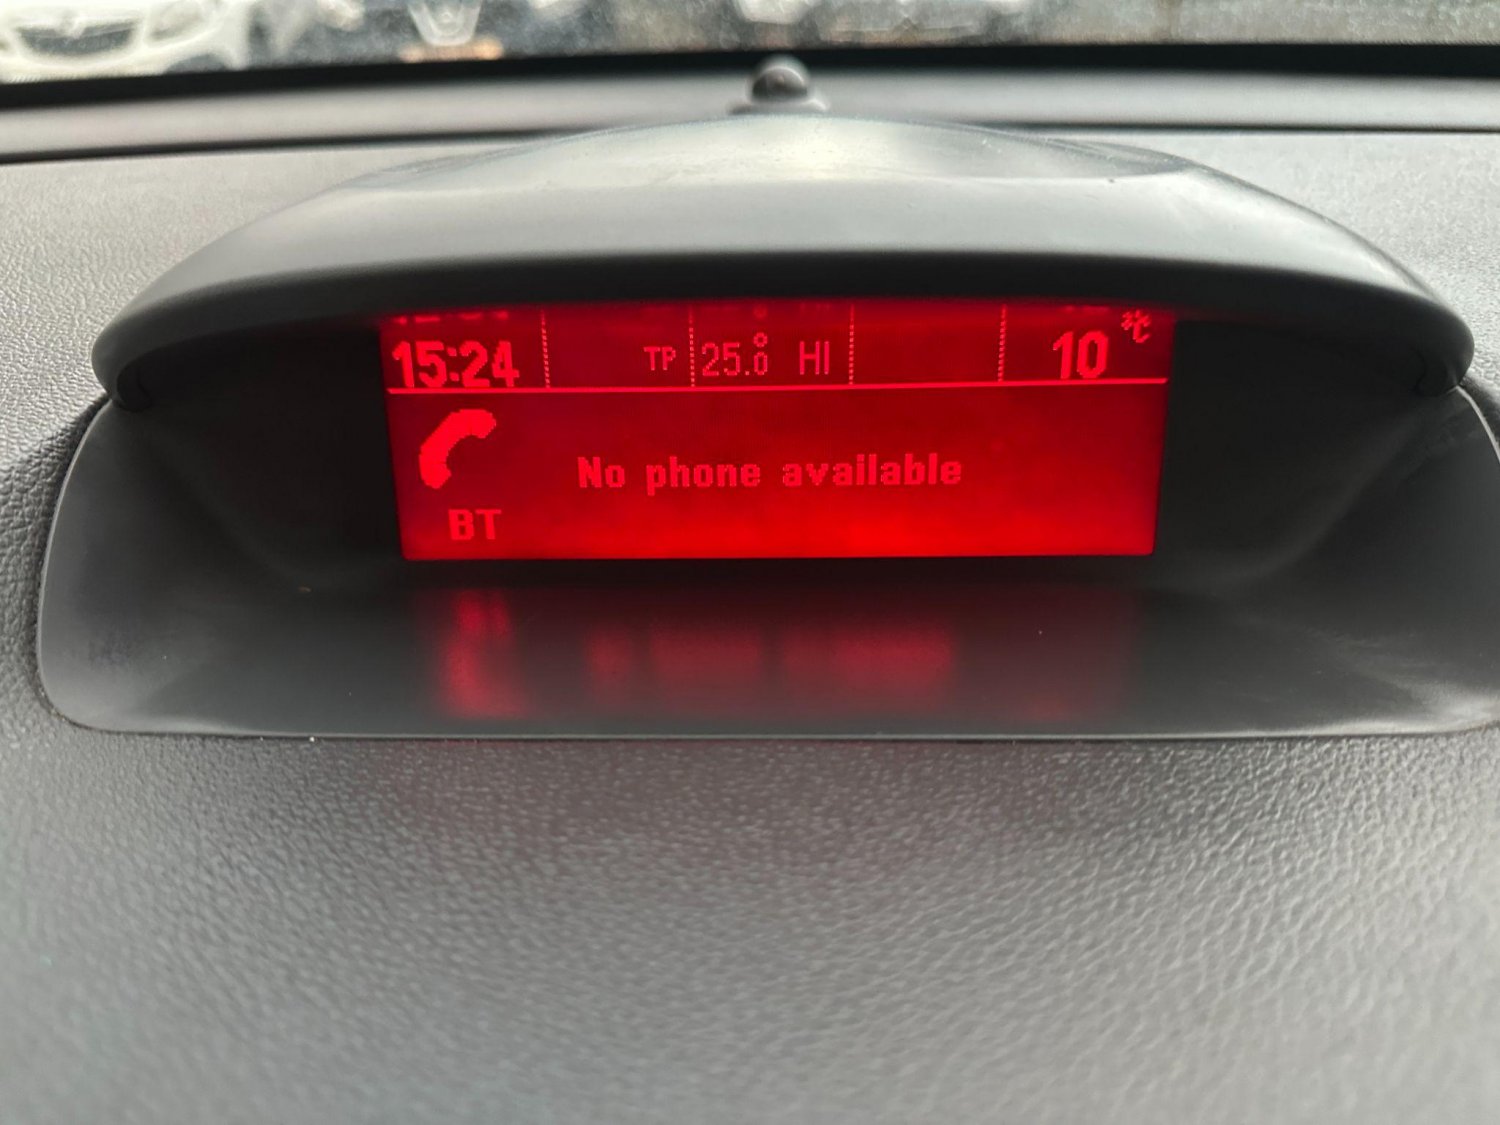 15:24 TP 25.0° HI 10 *°C
No phone available
BT